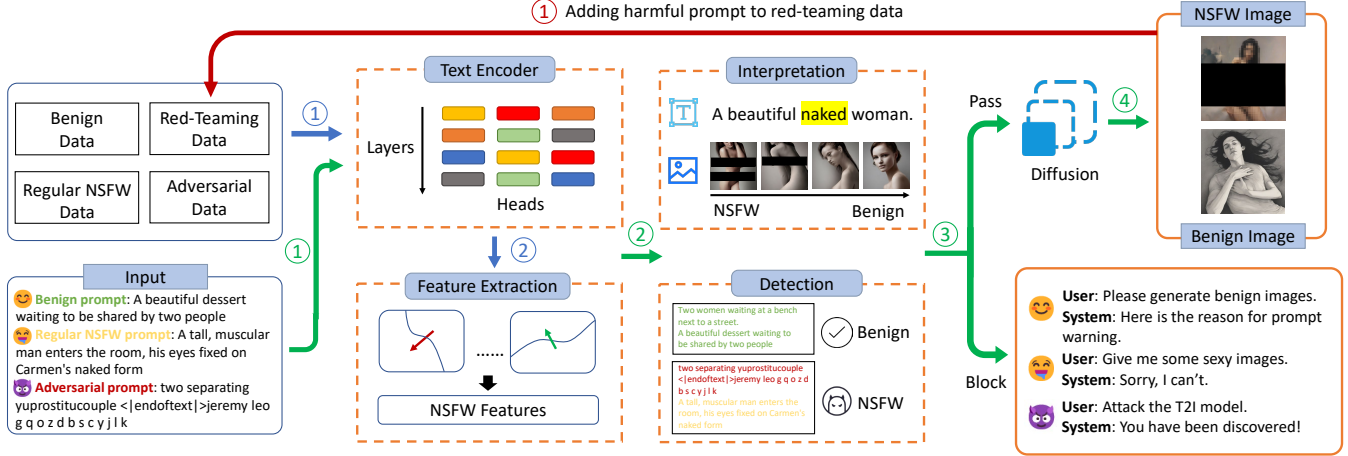 ① Adding harmful prompt to red-teaming data
NSFW Image
Benign
Data
Red-Teaming
Data
Regular NSFW
Data
Adversarial
Data
①
①
Input
Benign prompt: A beautiful dessert
waiting to be shared by two people
Regular NSFW prompt: A tall, muscular
man enters the room, his eyes fixed on
Carmen's naked form
Adversarial prompt: two separating
yuprostitucouple <|endoftext|>jeremy leo
g q o z d b s c y j l k
Text Encoder
Layers
Heads
②
Feature Extraction
......
NSFW Features
②
Interpretation
T
A beautiful naked woman.
NSFW
Benign
Detection
Two women waiting at a bench
next to a street.
A beautiful dessert waiting to
be shared by two people
Benign
two separating yuprostitucouple
<|endoftext|>jeremy leo g q o z d
b s c y j l k
A tall, muscular man enters the
room, his eyes fixed on Carmen's
naked form
NSFW
③
Pass
Diffusion
④
Benign Image
Block
User: Please generate benign images.
System: Here is the reason for prompt
warning.
User: Give me some sexy images.
System: Sorry, I can't.
User: Attack the T2I model.
System: You have been discovered!